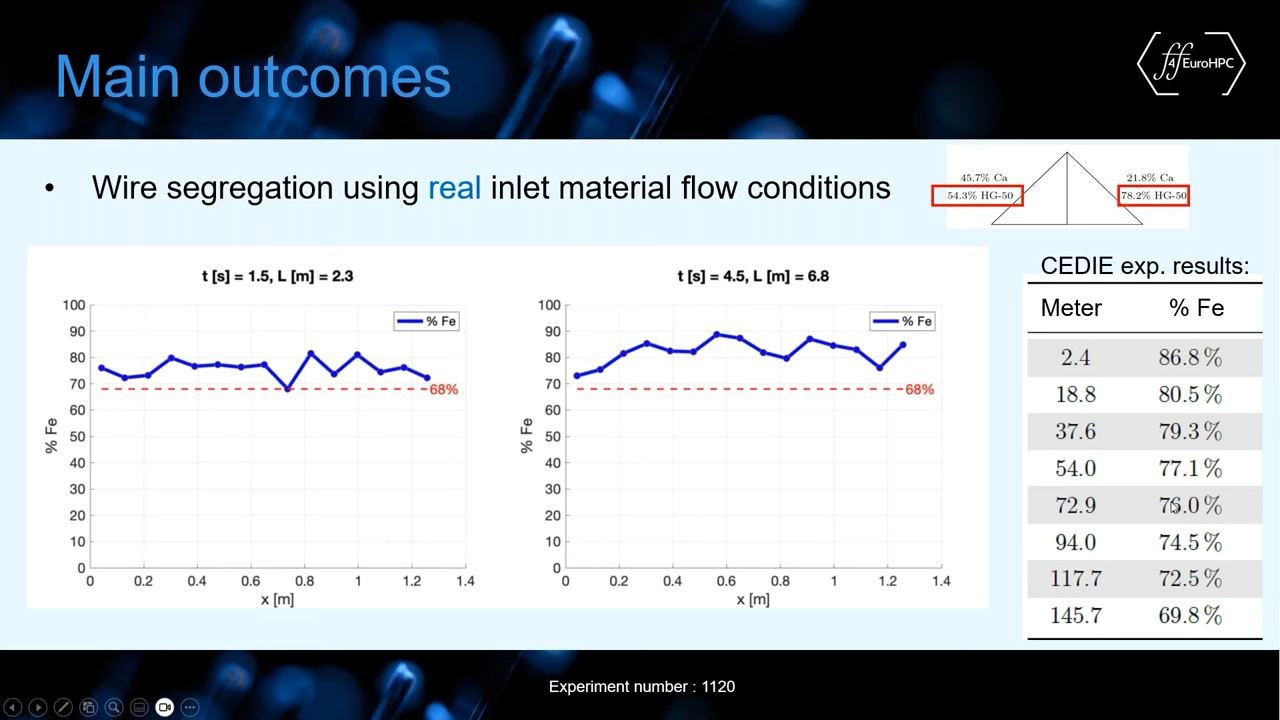 Main outcomes
ff4EuroHPC
• Wire segregation using real inlet material flow conditions
45.7% Ca
54.3% HG-50
21.8% Ca
78.2% HG-50
t [s] = 1.5, L [m] = 2.3
% Fe
100
90
80
70
60
50
40
30
20
10
0
68%
% Fe
0 0.2 0.4 0.6 0.8 1 1.2 1.4
x [m]
t [s] = 4.5, L [m] = 6.8
% Fe
100
90
80
70
60
50
40
30
20
10
0
68%
% Fe
0 0.2 0.4 0.6 0.8 1 1.2 1.4
x [m]
CEDIE exp. results:
Meter % Fe
2.4 86.8 %
18.8 80.5 %
37.6 79.3 %
54.0 77.1 %
72.9 76.0 %
94.0 74.5 %
117.7 72.5 %
145.7 69.8 %
Experiment number : 1120